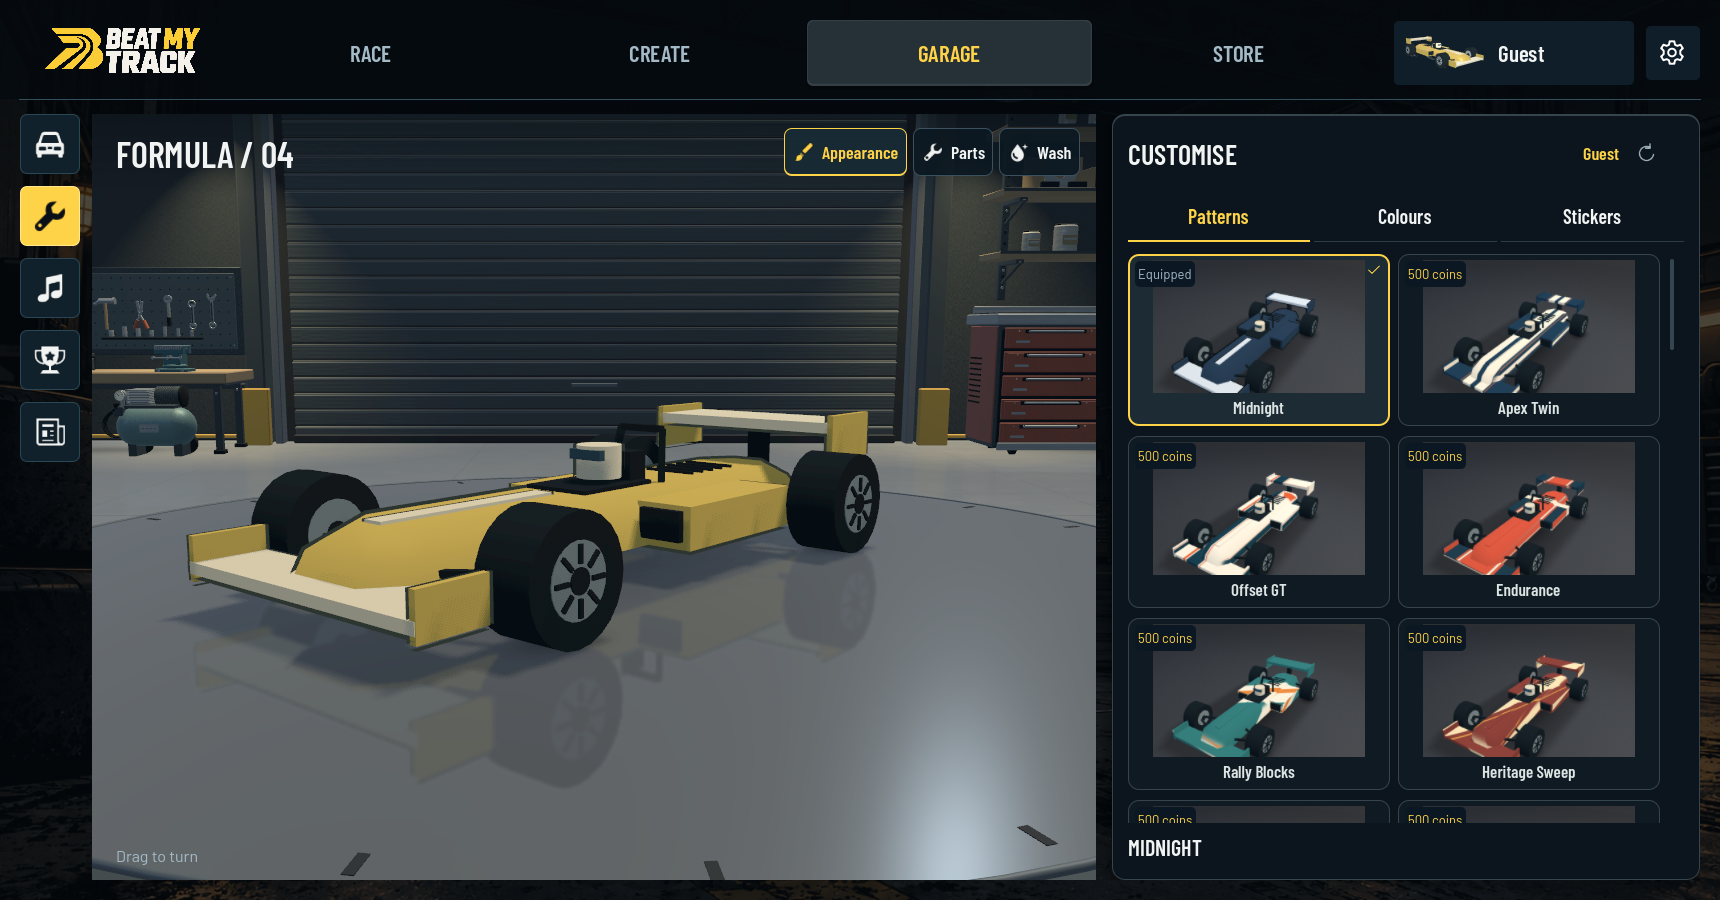 BEAT MY
TRACK
RACE
CREATE
GARAGE
STORE
Guest
FORMULA / 04
Appearance
Parts
Wash
CUSTOMISE
Guest
Patterns
Colours
Stickers
Equipped
500 coins
Midnight
Apex Twin
500 coins
500 coins
Offset GT
Endurance
500 coins
500 coins
Rally Blocks
Heritage Sweep
500 coins
500 coins
Drag to turn
MIDNIGHT